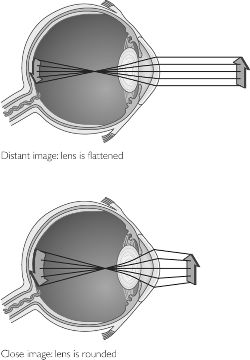 Distant image: lens is flattened
Close image: lens is rounded